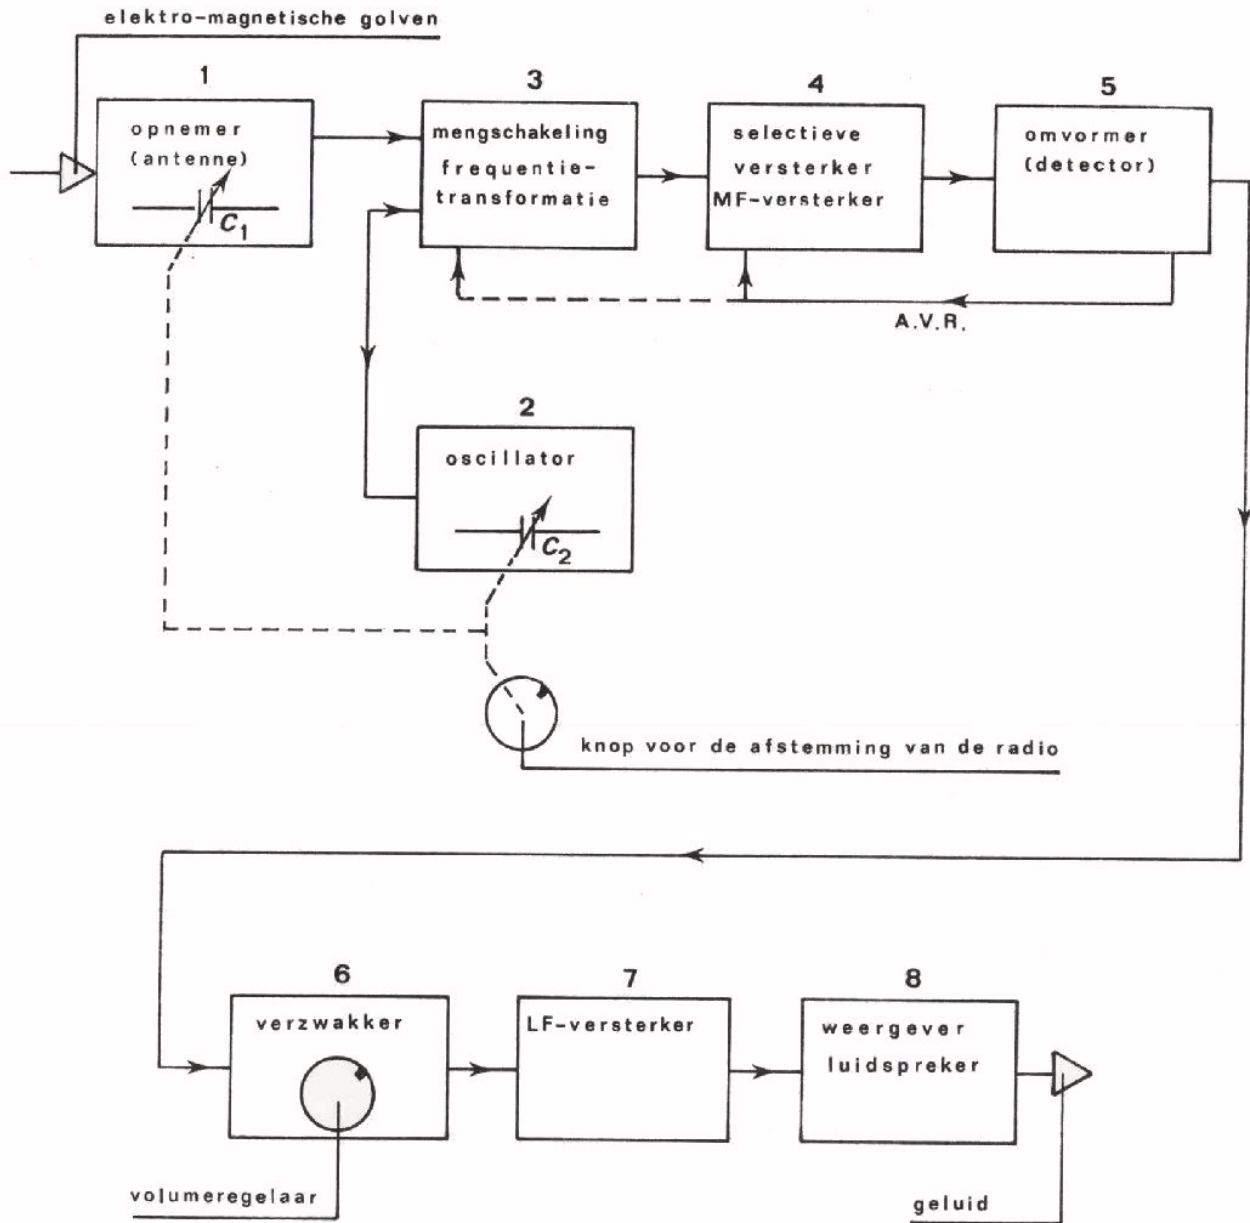 elektro-magnetische golven
1
opnemer
(antenne)
C1
3
mengschakeling
frequentie-
transformatie
4
selectieve
versterker
MF-versterker
5
omvormer
(detector)
A.V.R.
2
oscillator
C2
knop voor de afstemming van de radio
6
verzwakker
volumeregelaar
7
LF-versterker
8
weergever
luidspreker
geluid